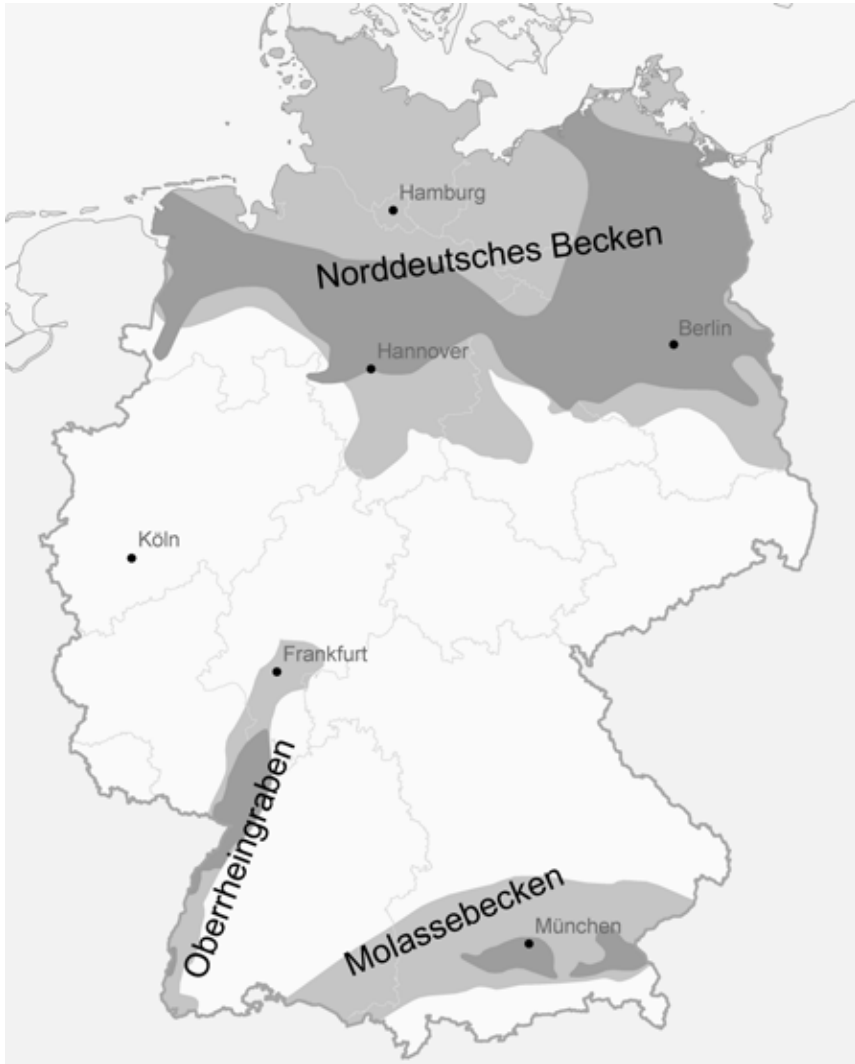 Hamburg
Norddeutsches Becken
Berlin
Hannover
Köln
Frankfurt
Oberrheingraben
Molassebecken
München